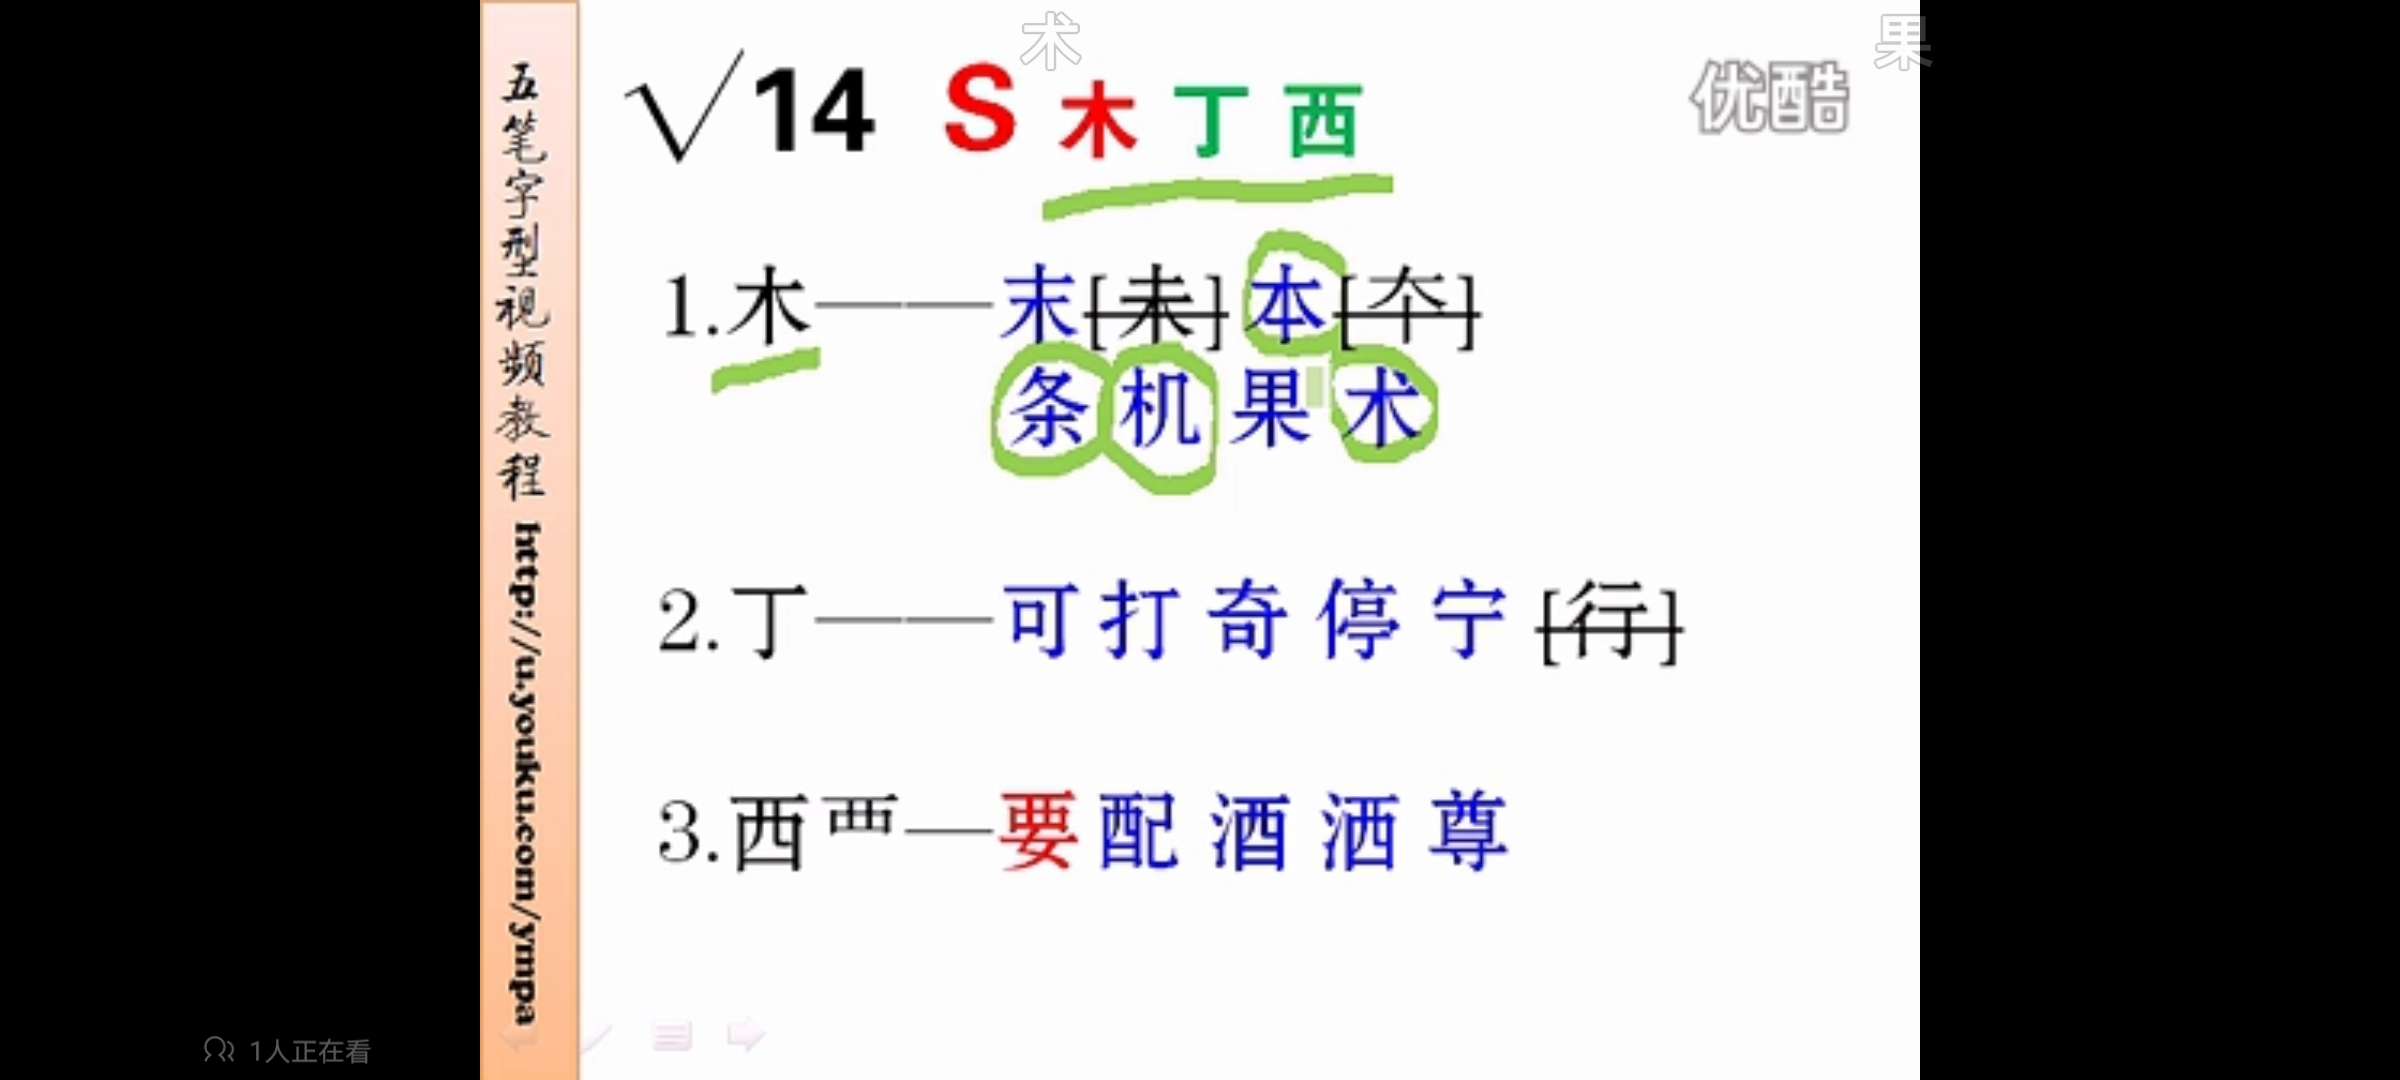 术 果
优酷
五笔字型视频教程 http://u.youku.com/ympa
√14 S 木 丁 西
1.木——末[未] 本[夲]
条 机 果 术
2.丁——可 打 奇 停 宁 [行]
3.西 覀—要 配 酒 洒 尊
1人正在看